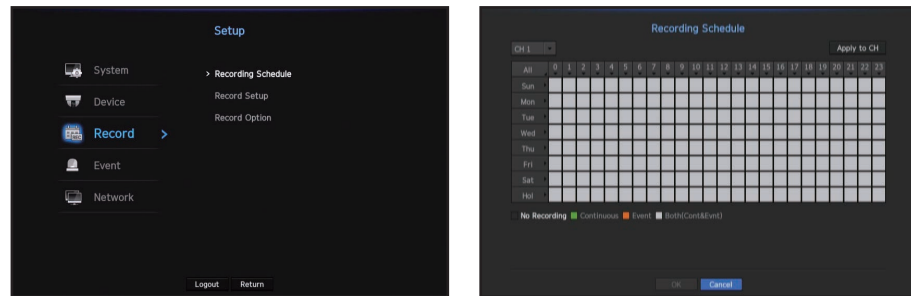 Setup
System
Device
Record >
Event
Network
> Recording Schedule
Record Setup
Record Option
Logout Return
Recording Schedule
CH 1 Apply to CH
All 0 1 2 3 4 5 6 7 8 9 10 11 12 13 14 15 16 17 18 19 20 21 22 23
Sun
Mon
Tue
Wed
Thu
Fri
Sat
Hol
No Recording Continuous Event Both(Cont&Evnt)
OK Cancel